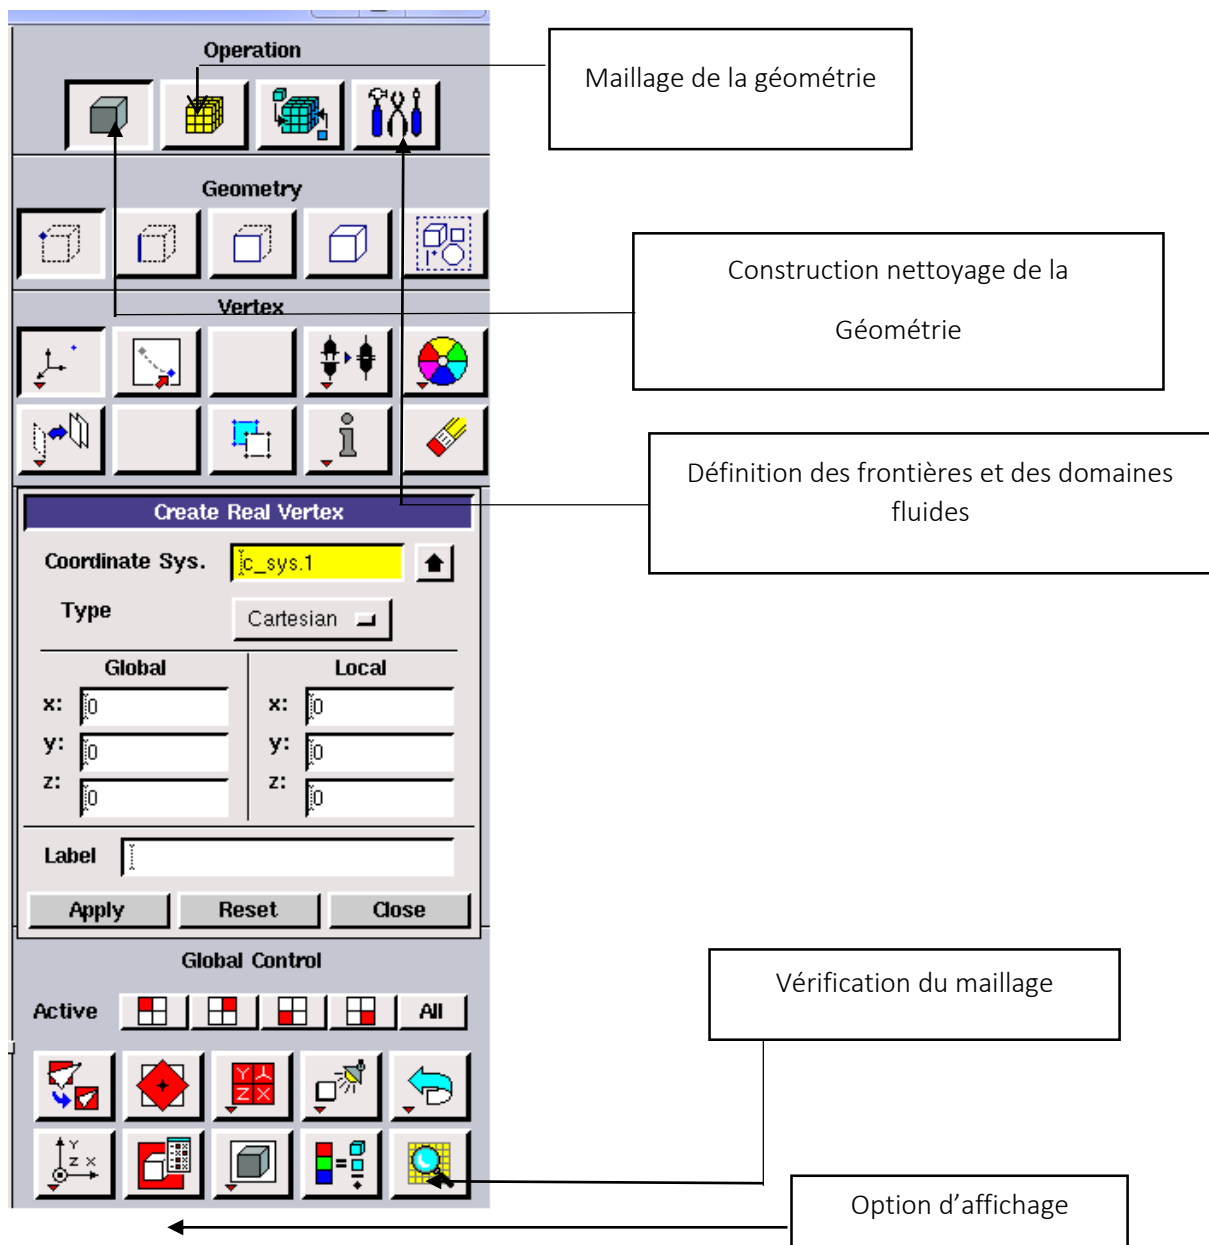 Operation
Maillage de la géométrie
Geometry
Construction nettoyage de la
Géométrie
Vertex
Définition des frontières et des domaines
fluides
Create Real Vertex
Coordinate Sys. c_sys.1
Type Cartesian
Global Local
x: 0 x: 0
y: 0 y: 0
z: 0 z: 0
Label
Apply Reset Close
Global Control
Vérification du maillage
Active All
Y
Z X
Y
Z X
Option d’affichage